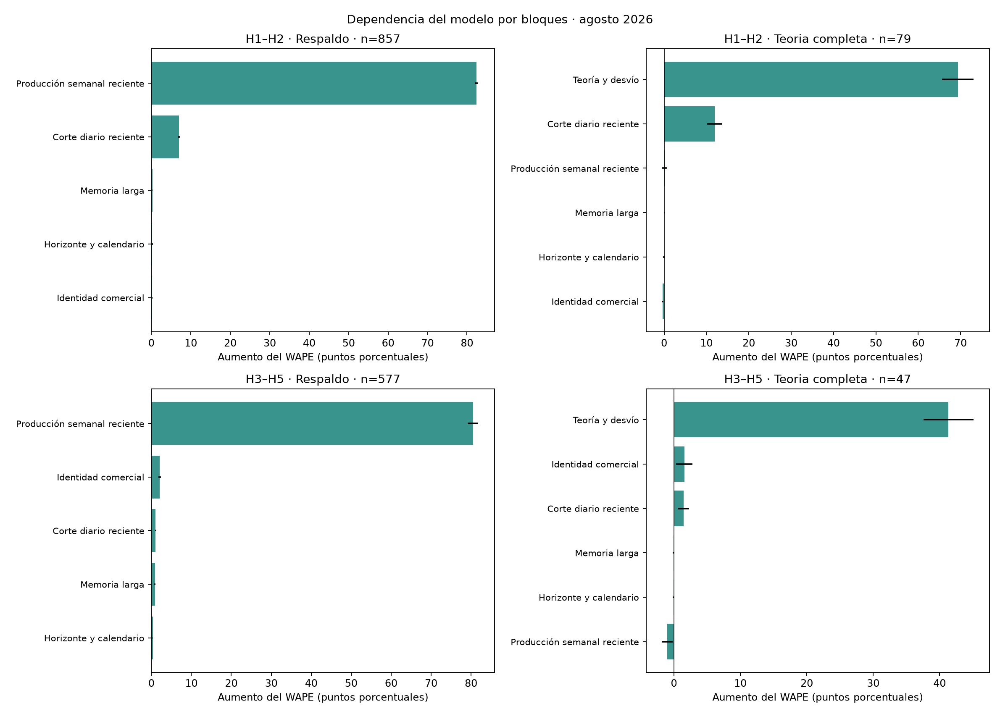 Dependencia del modelo por bloques · agosto 2026
H1–H2 · Respaldo · n=857
Producción semanal reciente
Corte diario reciente
Memoria larga
Horizonte y calendario
Identidad comercial
0 10 20 30 40 50 60 70 80
Aumento del WAPE (puntos porcentuales)
H1–H2 · Teoria completa · n=79
Teoría y desvío
Corte diario reciente
Producción semanal reciente
Memoria larga
Horizonte y calendario
Identidad comercial
0 10 20 30 40 50 60 70
Aumento del WAPE (puntos porcentuales)
H3–H5 · Respaldo · n=577
Producción semanal reciente
Identidad comercial
Corte diario reciente
Memoria larga
Horizonte y calendario
0 10 20 30 40 50 60 70 80
Aumento del WAPE (puntos porcentuales)
H3–H5 · Teoria completa · n=47
Teoría y desvío
Identidad comercial
Corte diario reciente
Memoria larga
Horizonte y calendario
Producción semanal reciente
0 10 20 30 40
Aumento del WAPE (puntos porcentuales)